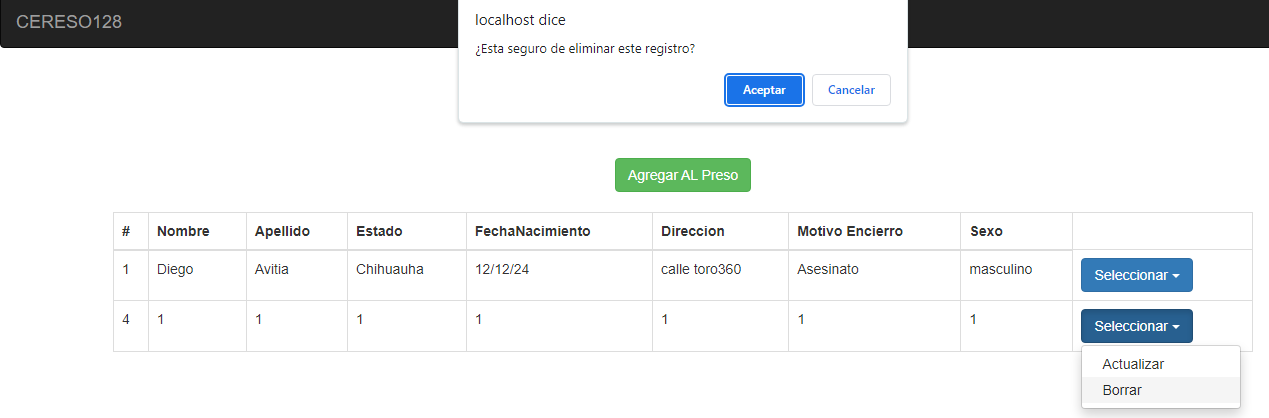 CERESO128
localhost dice
¿Esta seguro de eliminar este registro?
Aceptar Cancelar
Agregar AL Preso
# Nombre Apellido Estado FechaNacimiento Direccion Motivo Encierro Sexo
1 Diego Avitia Chihuauha 12/12/24 calle toro360 Asesinato masculino Seleccionar
4 1 1 1 1 1 1 1 Seleccionar
Actualizar
Borrar